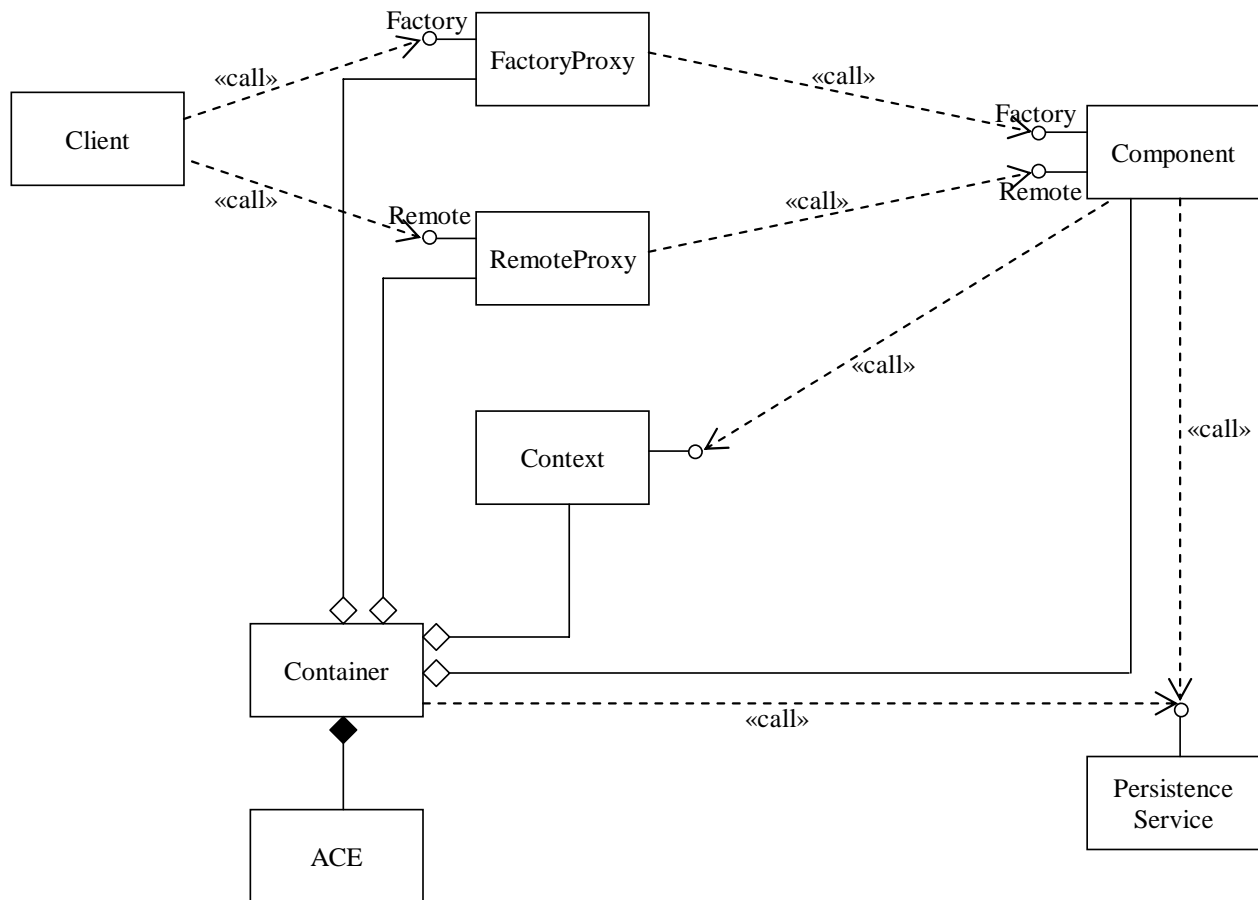 Factory
FactoryProxy
«call»
«call»
Client
Factory
Component
«call»
Remote
Remote
«call»
RemoteProxy
«call»
Context
«call»
Container
«call»
Persistence
Service
ACE